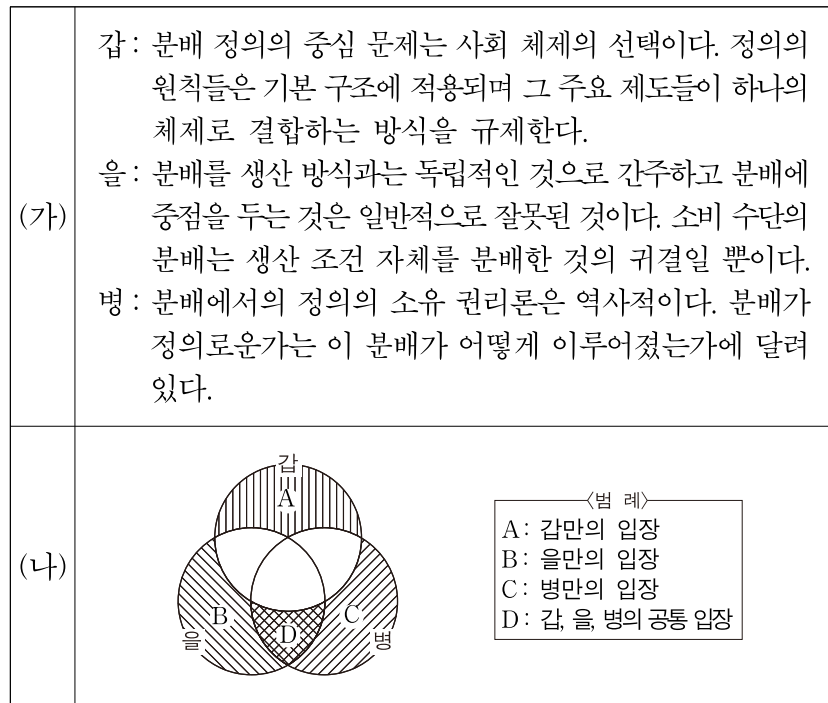 (가)
갑 : 분배 정의의 중심 문제는 사회 체제의 선택이다. 정의의
원칙들은 기본 구조에 적용되며 그 주요 제도들이 하나의
체제로 결합하는 방식을 규제한다.
을 : 분배를 생산 방식과는 독립적인 것으로 간주하고 분배에
중점을 두는 것은 일반적으로 잘못된 것이다. 소비 수단의
분배는 생산 조건 자체를 분배한 것의 귀결일 뿐이다.
병 : 분배에서의 정의의 소유 권리론은 역사적이다. 분배가
정의로운가는 이 분배가 어떻게 이루어졌는가에 달려
있다.
(나)
갑
A
B
C
D
을
병
〈범 례〉
A : 갑만의 입장
B : 을만의 입장
C : 병만의 입장
D : 갑, 을, 병의 공통 입장